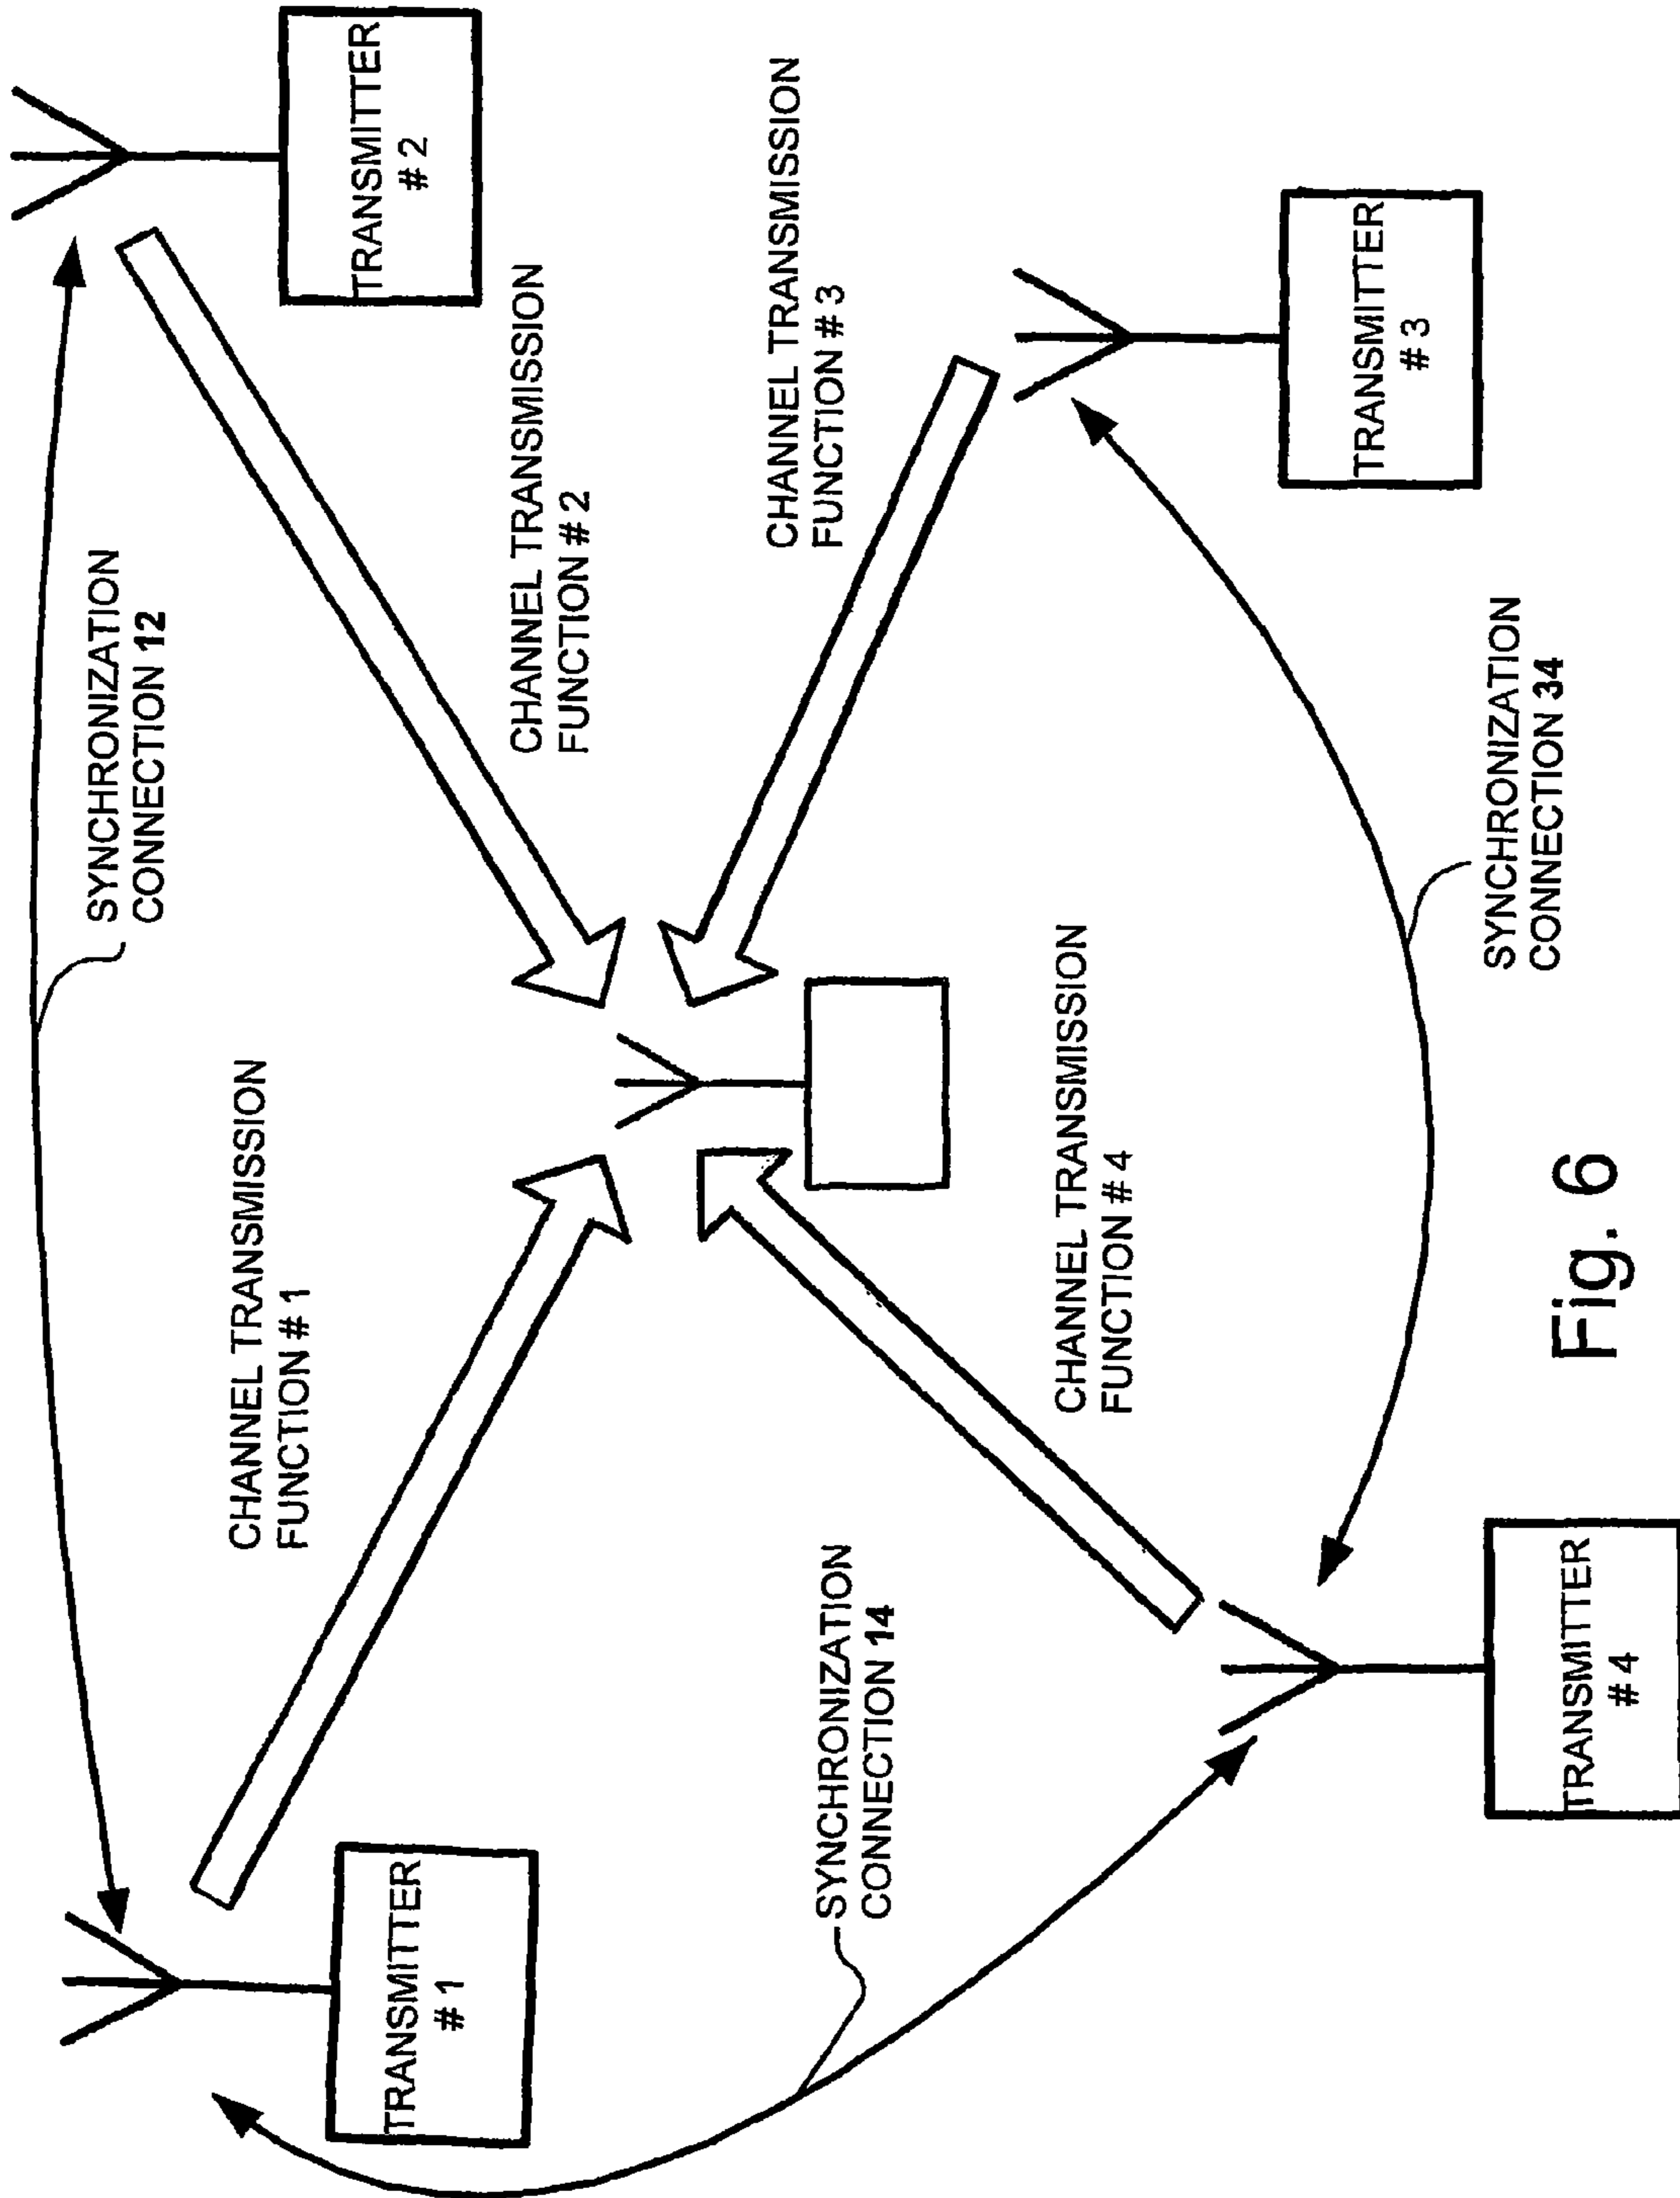 SYNCHRONIZATION
CONNECTION 12
TRANSMITTER
# 1
CHANNEL TRANSMISSION
FUNCTION # 1
TRANSMITTER
# 2
CHANNEL TRANSMISSION
FUNCTION # 2
CHANNEL TRANSMISSION
FUNCTION # 3
SYNCHRONIZATION
CONNECTION 14
CHANNEL TRANSMISSION
FUNCTION # 4
TRANSMITTER
# 3
TRANSMITTER
# 4
SYNCHRONIZATION
CONNECTION 34
Fig. 6